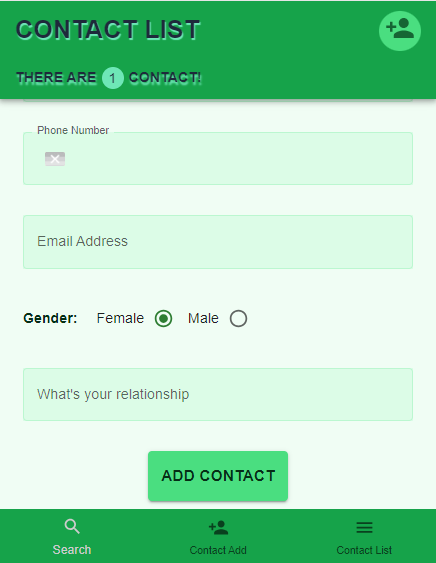 CONTACT LIST
THERE ARE 1 CONTACT!
Phone Number
Email Address
Gender: Female Male
What's your relationship
ADD CONTACT
Search Contact Add Contact List